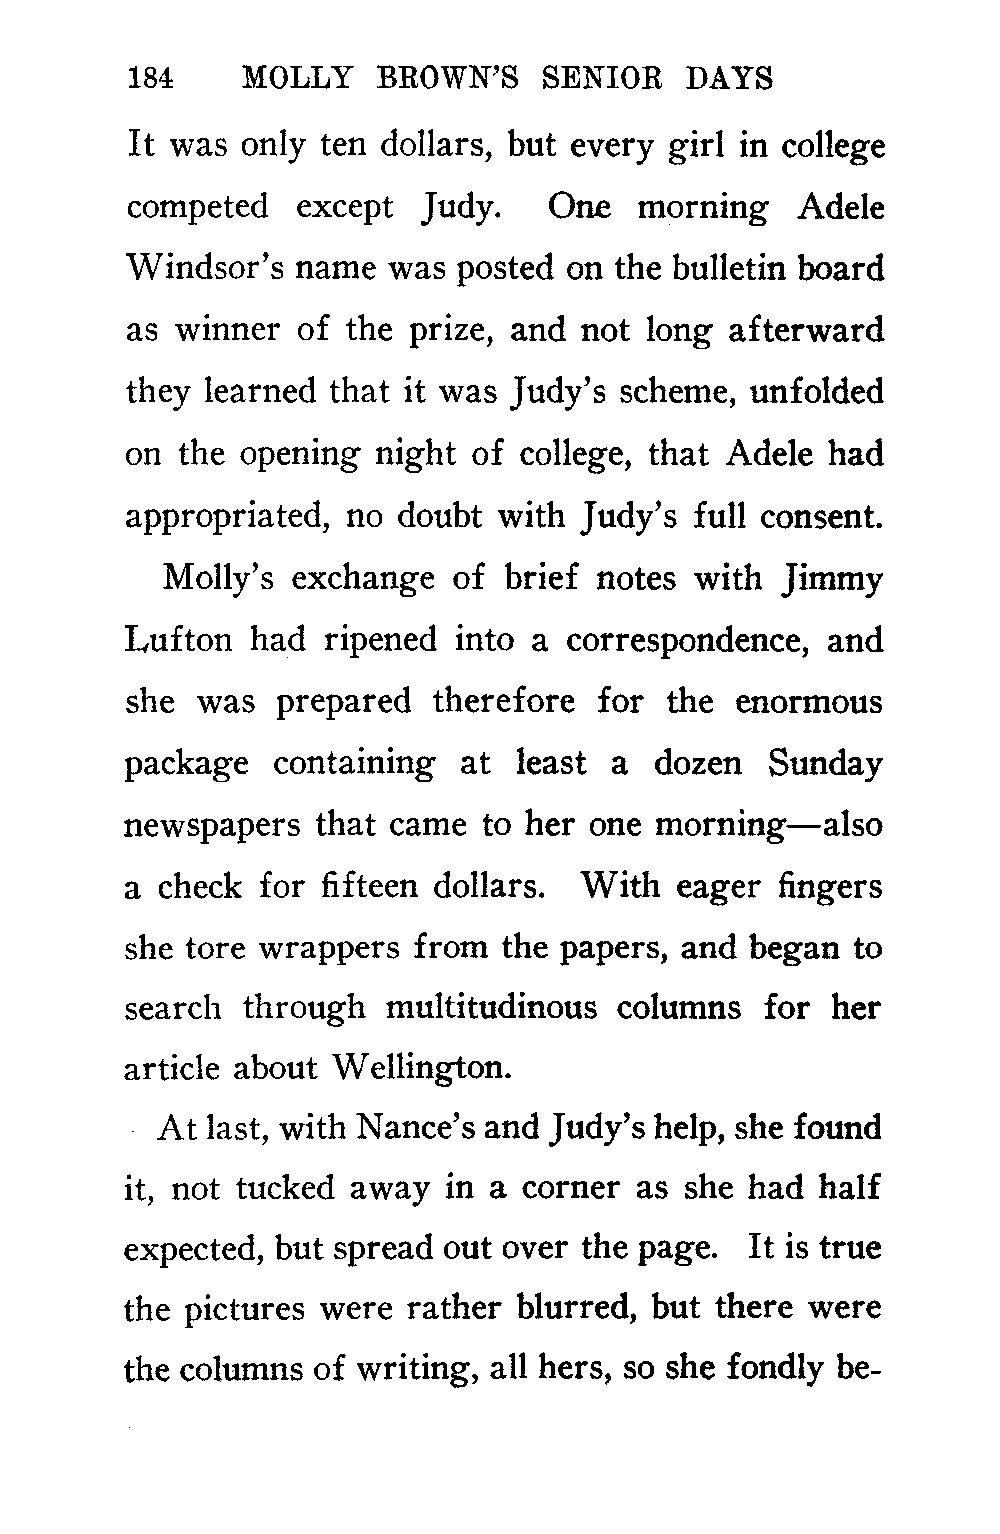 184 MOLLY BROWN'S SENIOR DAYS
It was only ten dollars, but every girl in college
competed except Judy. One morning Adele
Windsor's name was posted on the bulletin board
as winner of the prize, and not long afterward
they learned that it was Judy's scheme, unfolded
on the opening night of college, that Adele had
appropriated, no doubt with Judy's full consent.
Molly's exchange of brief notes with Jimmy
Lufton had ripened into a correspondence, and
she was prepared therefore for the enormous
package containing at least a dozen Sunday
newspapers that came to her one morning—also
a check for fifteen dollars. With eager fingers
she tore wrappers from the papers, and began to
search through multitudinous columns for her
article about Wellington.
At last, with Nance's and Judy's help, she found
it, not tucked away in a corner as she had half
expected, but spread out over the page. It is true
the pictures were rather blurred, but there were
the columns of writing, all hers, so she fondly be-